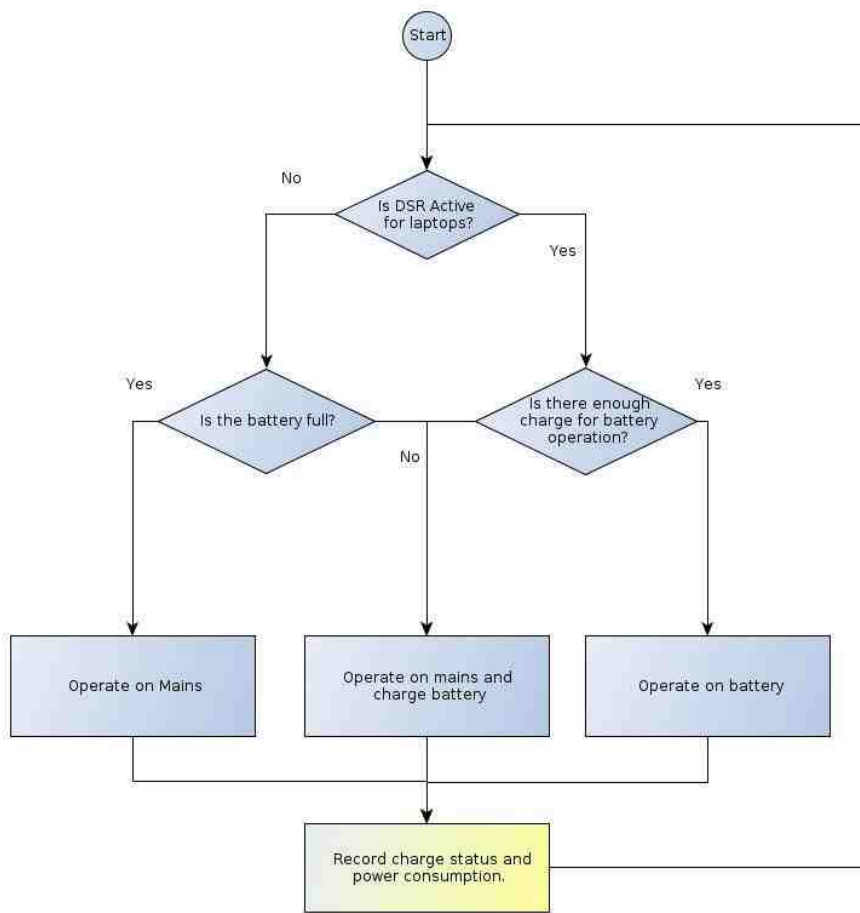 Start
Is DSR Active
for laptops?
No
Yes
Yes
Is the battery full?
No
Is there enough
charge for battery
operation?
Yes
Operate on Mains
Operate on mains and
charge battery
Operate on battery
Record charge status and
power consumption.